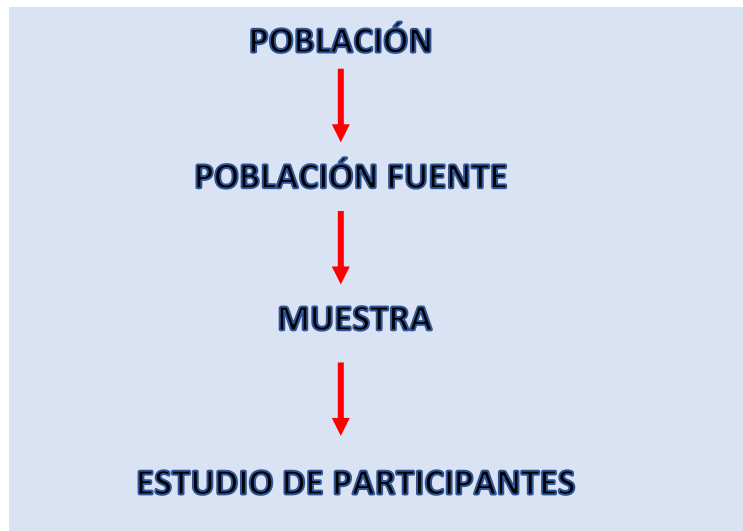 POBLACIÓN
POBLACIÓN FUENTE
MUESTRA
ESTUDIO DE PARTICIPANTES